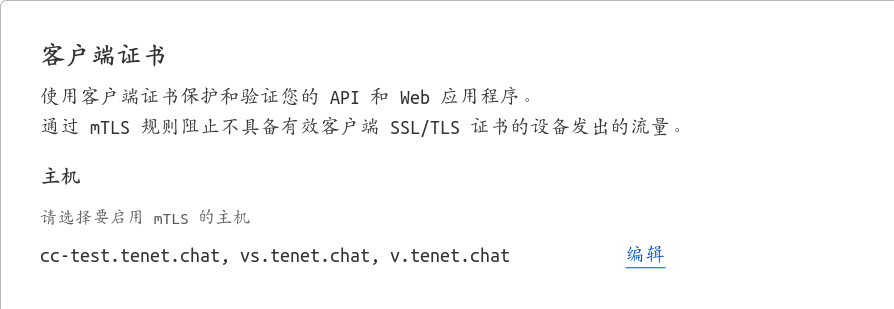 客户端证书
使用客户端证书保护和验证您的 API 和 Web 应用程序。
通过 mTLS 规则阻止不具备有效客户端 SSL/TLS 证书的设备发出的流量。
主机
请选择要启用 mTLS 的主机
cc-test.tenet.chat, vs.tenet.chat, v.tenet.chat 编辑